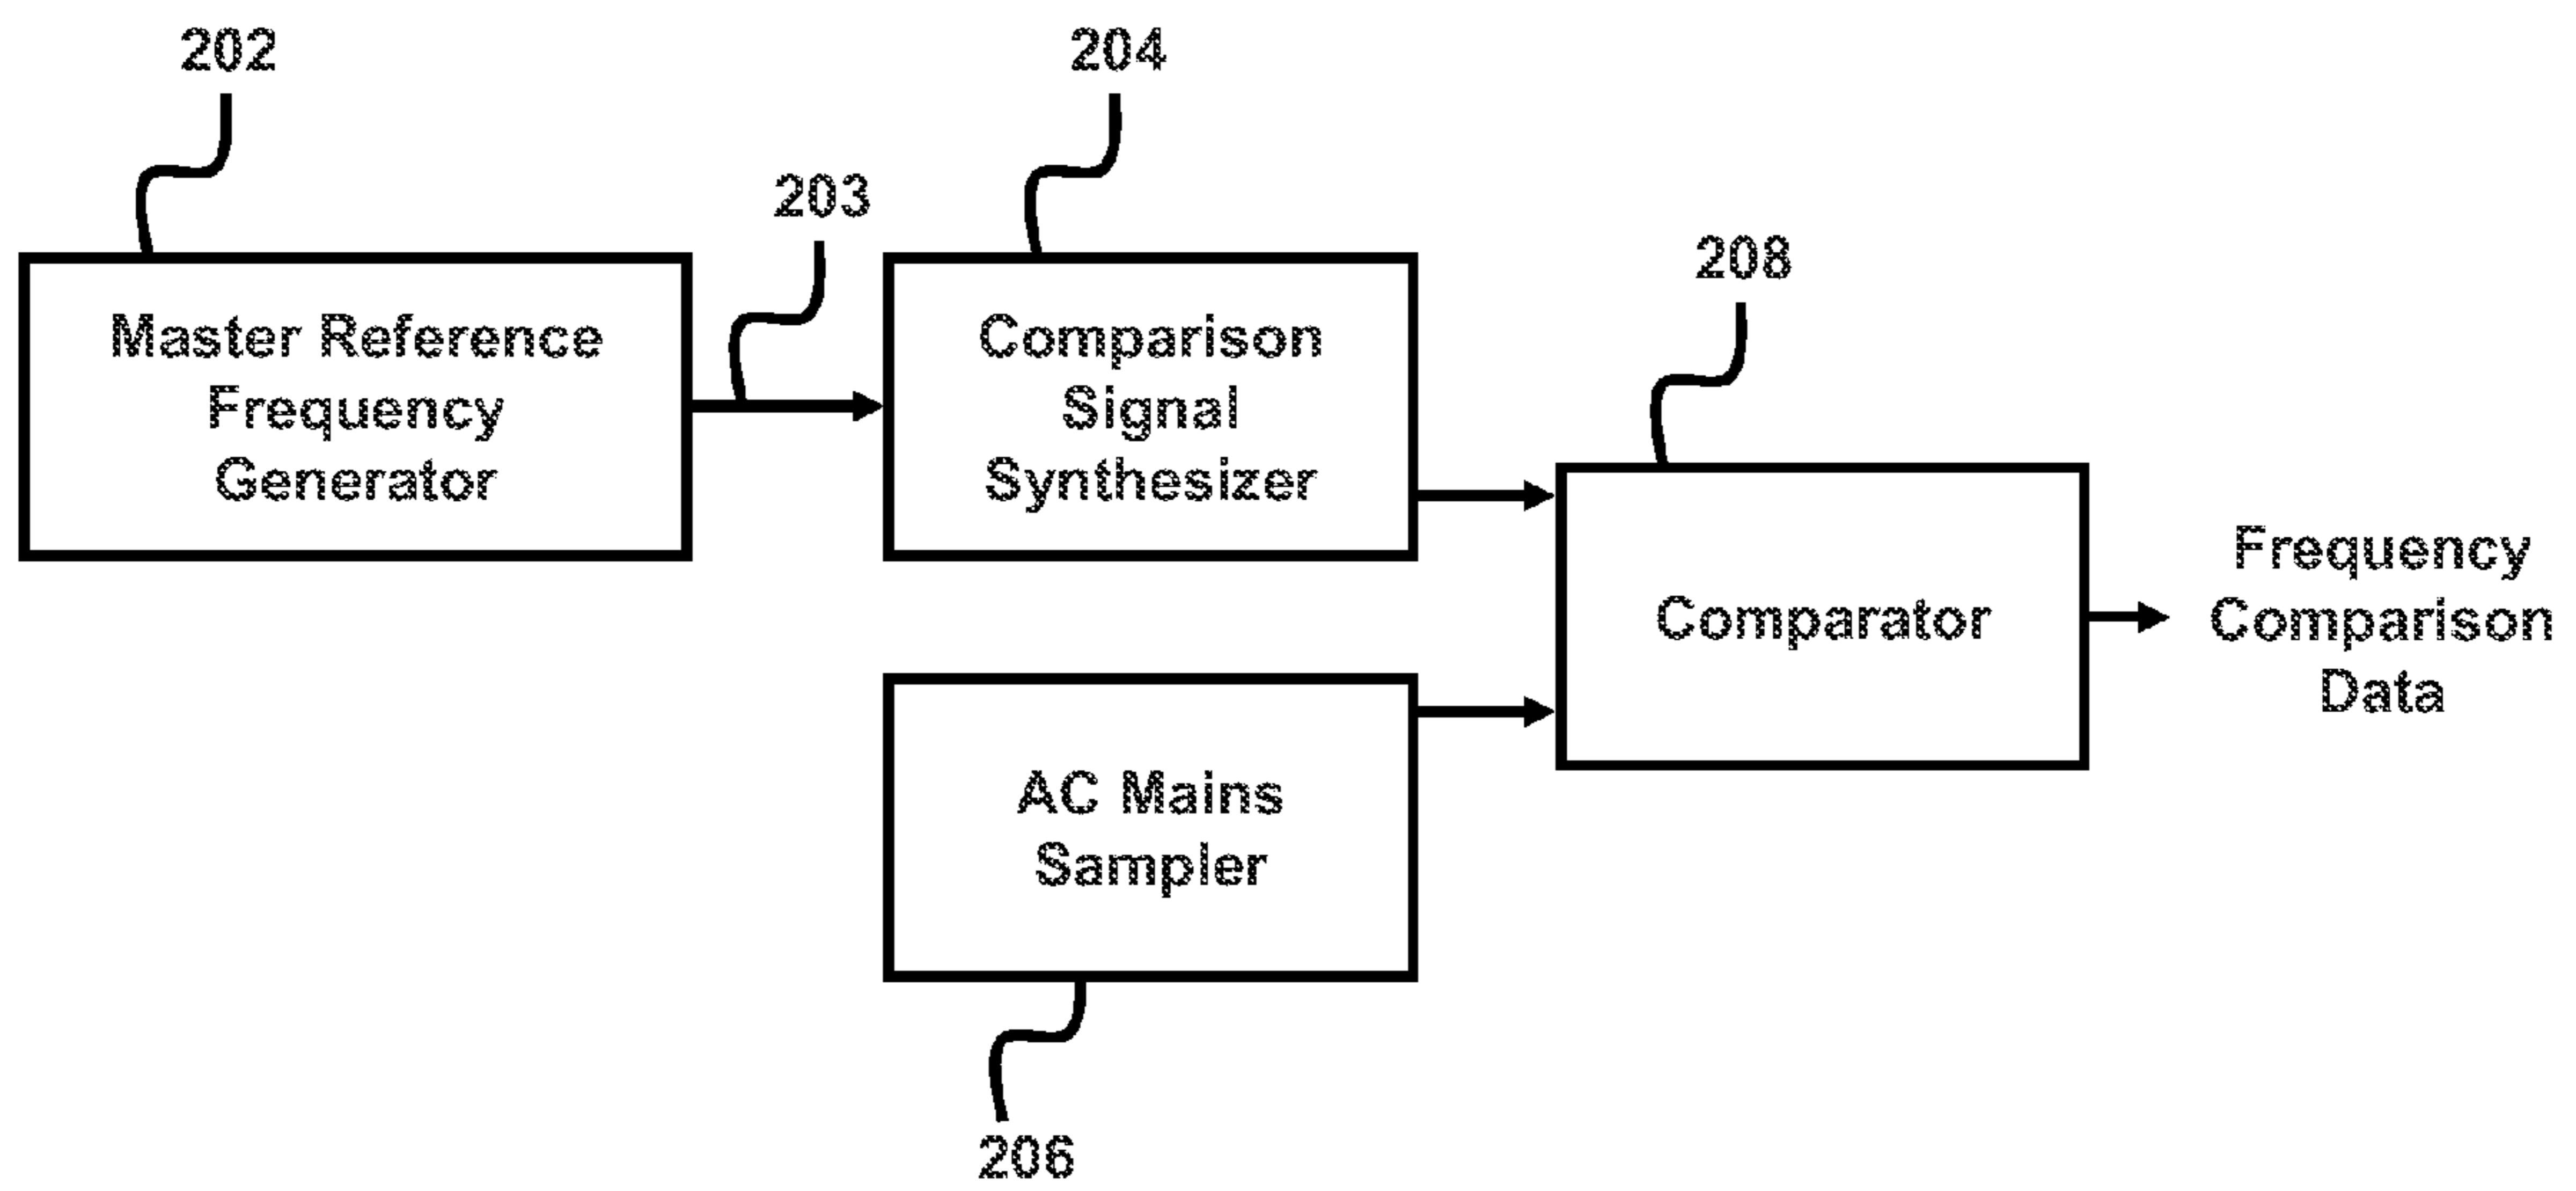 202
204
203
208
Master Reference
Frequency
Generator
Comparison
Signal
Synthesizer
Comparator
Frequency
Comparison
Data
AC Mains
Sampler
206